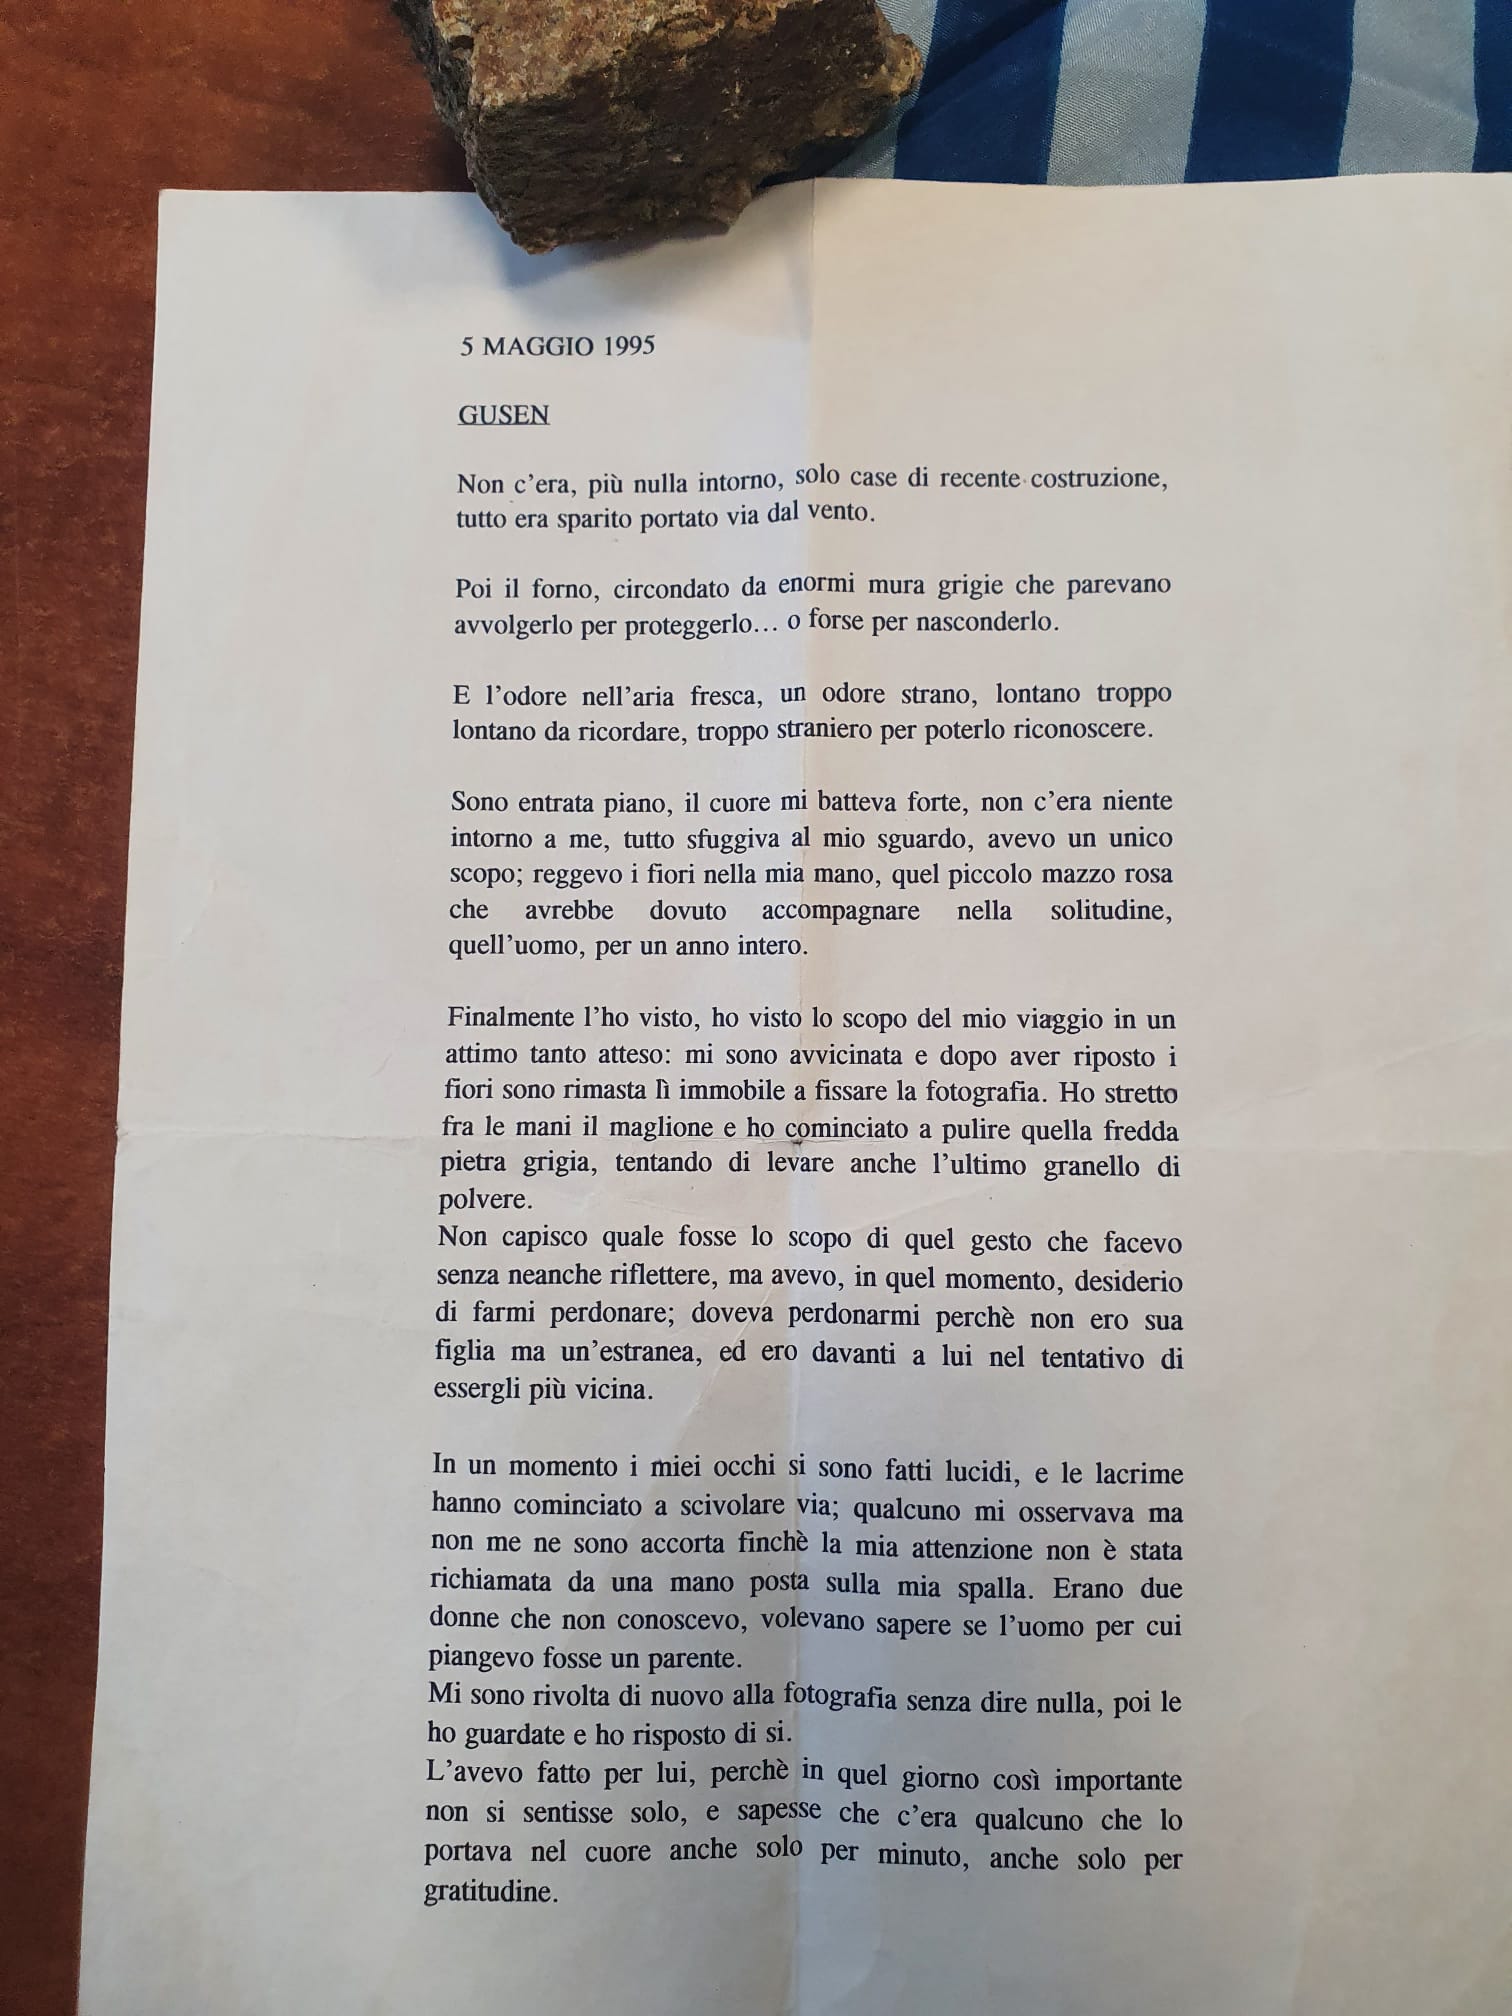 5 MAGGIO 1995
GUSEN
Non c'era, più nulla intorno, solo case di recente costruzione,
tutto era sparito portato via dal vento.
Poi il forno, circondato da enormi mura grigie che parevano
avvolgerlo per proteggerlo... o forse per nasconderlo.
E l'odore nell'aria fresca, un odore strano, lontano troppo
lontano da ricordare, troppo straniero per poterlo riconoscere.
Sono entrata piano, il cuore mi batteva forte, non c'era niente
intorno a me, tutto sfuggiva al mio sguardo, avevo un unico
scopo; reggevo i fiori nella mia mano, quel piccolo mazzo rosa
che avrebbe dovuto accompagnare nella solitudine,
quell'uomo, per un anno intero.
Finalmente l'ho visto, ho visto lo scopo del mio viaggio in un
attimo tanto atteso: mi sono avvicinata e dopo aver riposto i
fiori sono rimasta lì immobile a fissare la fotografia. Ho stretto
fra le mani il maglione e ho cominciato a pulire quella fredda
pietra grigia, tentando di levare anche l'ultimo granello di
polvere.
Non capisco quale fosse lo scopo di quel gesto che facevo
senza neanche riflettere, ma avevo, in quel momento, desiderio
di farmi perdonare; doveva perdonarmi perchè non ero sua
figlia ma un'estranea, ed ero davanti a lui nel tentativo di
essergli più vicina.
In un momento i miei occhi si sono fatti lucidi, e le lacrime
hanno cominciato a scivolare via; qualcuno mi osservava ma
non me ne sono accorta finchè la mia attenzione non è stata
richiamata da una mano posta sulla mia spalla. Erano due
donne che non conoscevo, volevano sapere se l'uomo per cui
piangevo fosse un parente.
Mi sono rivolta di nuovo alla fotografia senza dire nulla, poi le
ho guardate e ho risposto di si.
L'avevo fatto per lui, perchè in quel giorno così importante
non si sentisse solo, e sapesse che c'era qualcuno che lo
portava nel cuore anche solo per minuto, anche solo per
gratitudine.